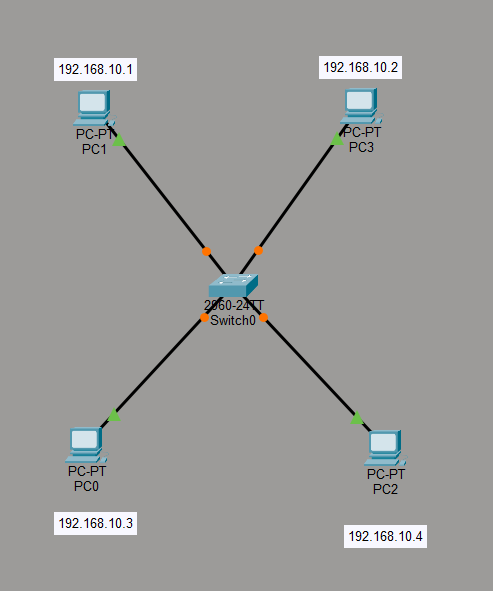 192.168.10.1
192.168.10.2
PC-PT
PC1
PC-PT
PC3
2960-24TT
Switch0
PC-PT
PC0
PC-PT
PC2
192.168.10.3
192.168.10.4